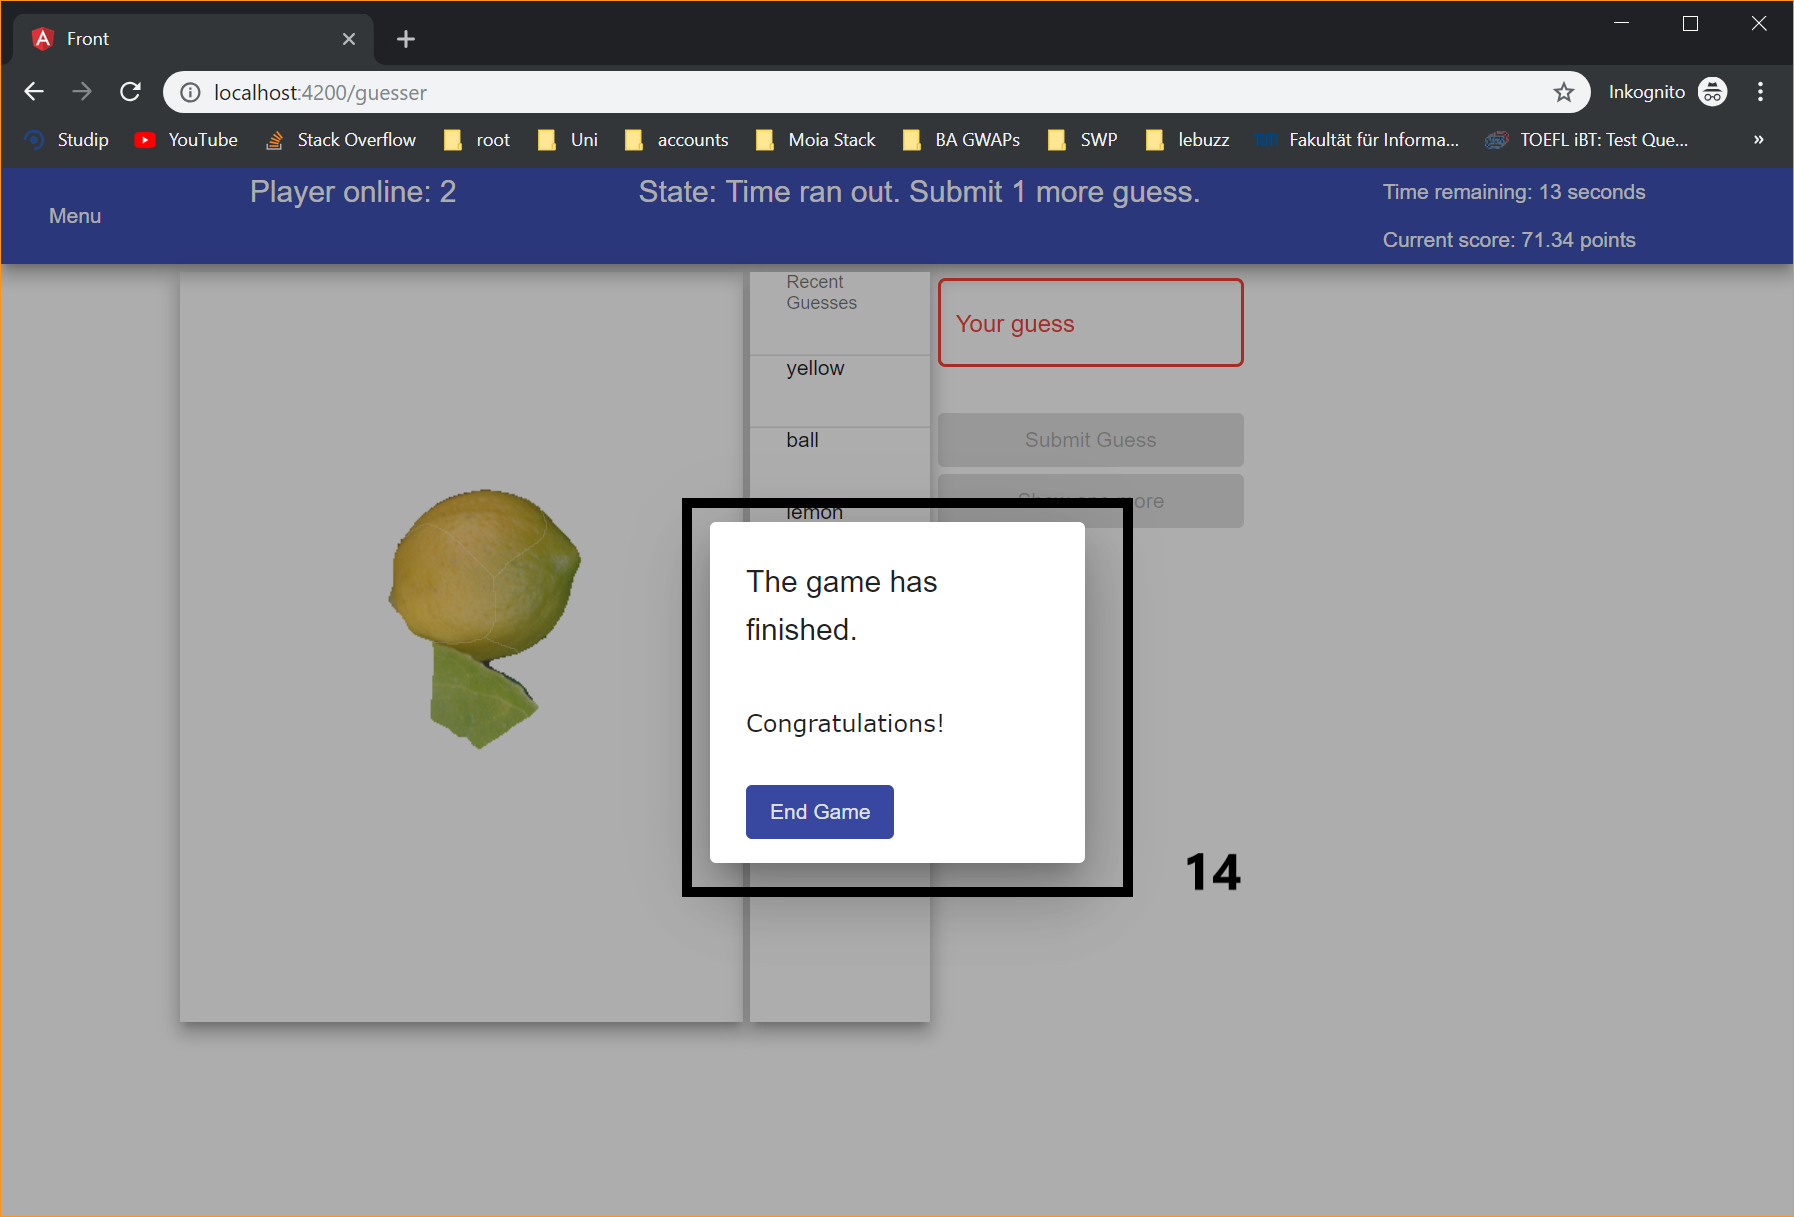 Front
localhost:4200/guesser
Inkognito
Studip
YouTube
Stack Overflow
root
Uni
accounts
Moia Stack
BA GWAPs
SWP
lebuzz
Fakultät für Informa...
TOEFL iBT: Test Que...
»
Menu
Player online: 2
State: Time ran out. Submit 1 more guess.
Time remaining: 13 seconds
Current score: 71.34 points
Recent
Guesses
yellow
ball
lemon
Your guess
Submit Guess
Show one more
The game has
finished.
Congratulations!
End Game
14